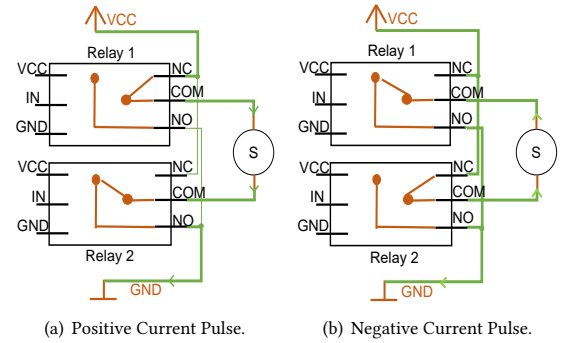 VCC
Relay 1
VCC
NC
IN
COM
GND
NO
S
VCC
NC
IN
COM
GND
NO
Relay 2
GND
(a) Positive Current Pulse.
VCC
Relay 1
VCC
NC
IN
COM
GND
NO
S
VCC
NC
IN
COM
GND
NO
Relay 2
GND
(b) Negative Current Pulse.